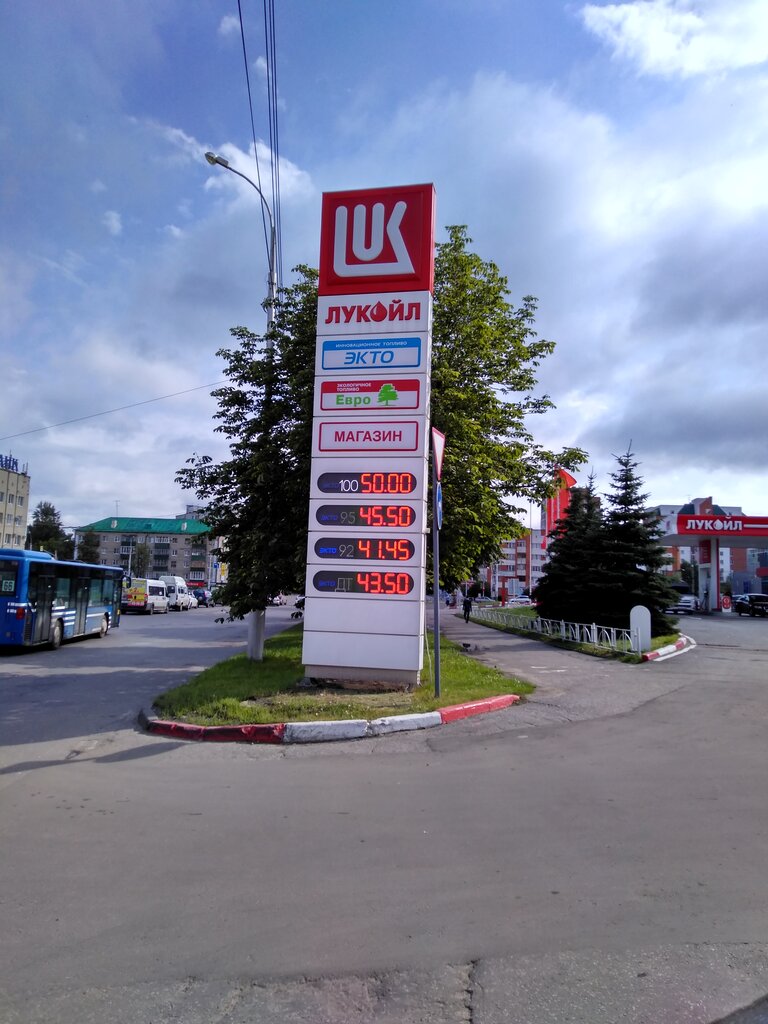 LUK
ЛУКОЙЛ
ИННОВАЦИОННОЕ ТОПЛИВО
ЭКТО
ЭКОЛОГИЧНОЕ
ТОПЛИВО
Евро
МАГАЗИН
ЭКТО 100 50.00
ЭКТО 95 45.50
ЭКТО 92 41.45
ЭКТО ДТ 43.50
ЛУКОЙЛ